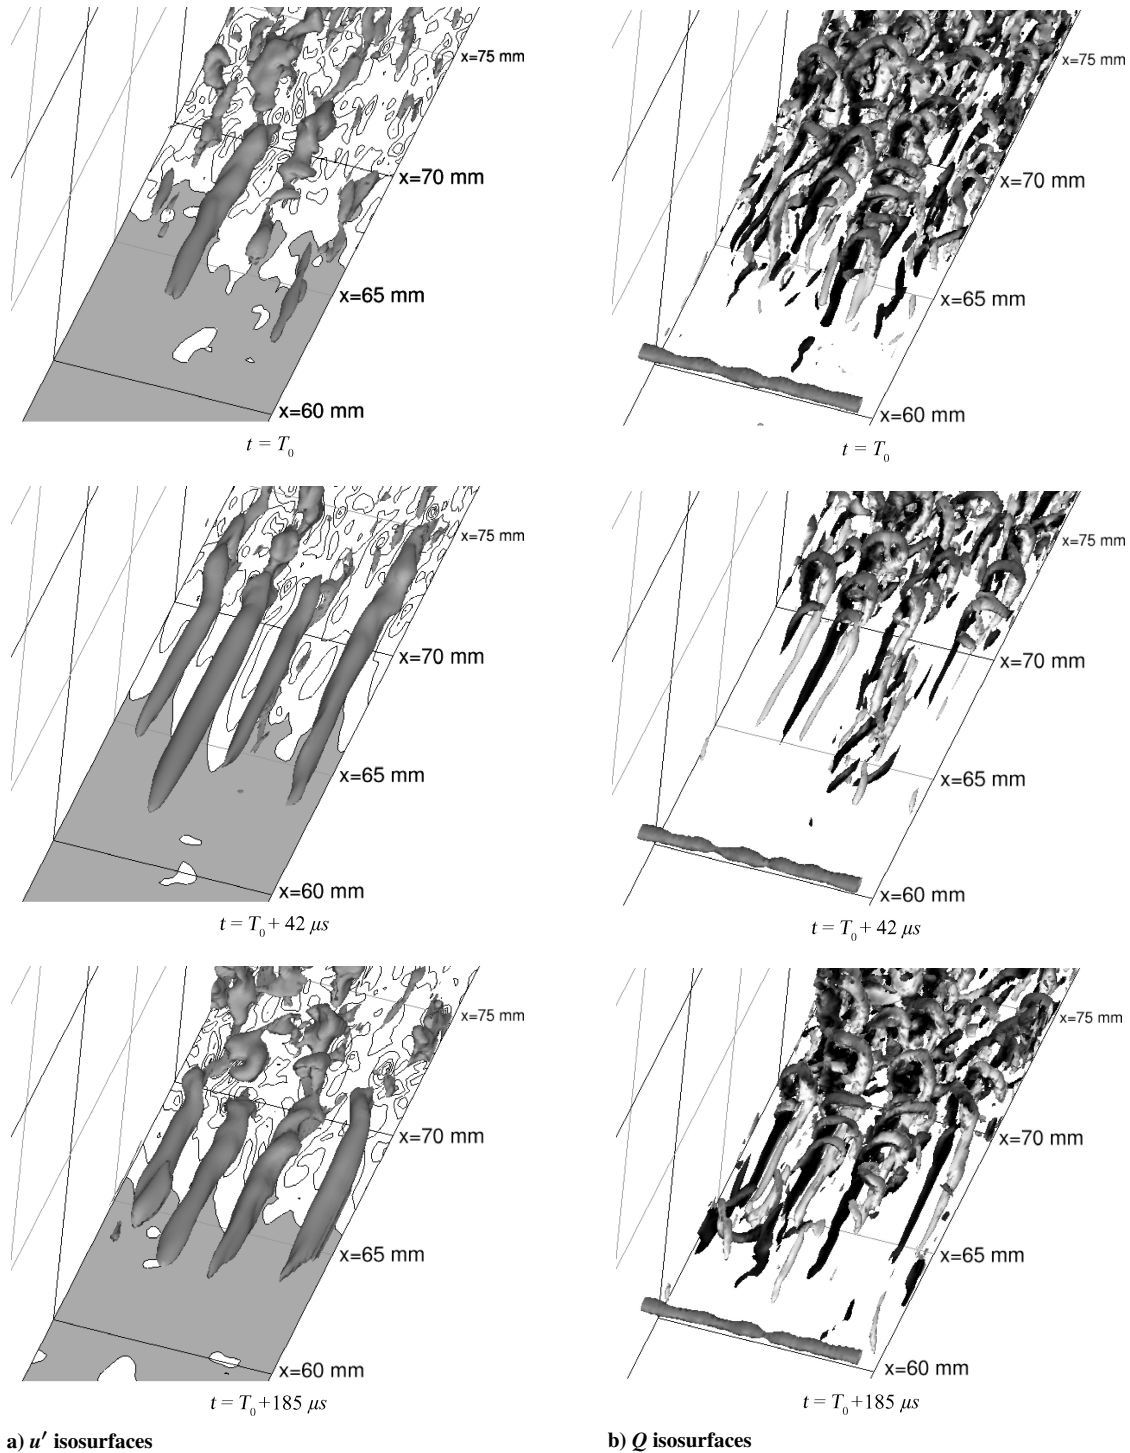 x=75 mm
x=70 mm
x=65 mm
x=60 mm
t = T0
x=75 mm
x=70 mm
x=65 mm
x=60 mm
t = T0
x=75 mm
x=70 mm
x=65 mm
x=60 mm
t = T0 + 42 μs
x=75 mm
x=70 mm
x=65 mm
x=60 mm
t = T0 + 42 μs
x=75 mm
x=70 mm
x=65 mm
x=60 mm
t = T0 +185 μs
x=75 mm
x=70 mm
x=65 mm
x=60 mm
t = T0 +185 μs
a) u′ isosurfaces
b) Q isosurfaces